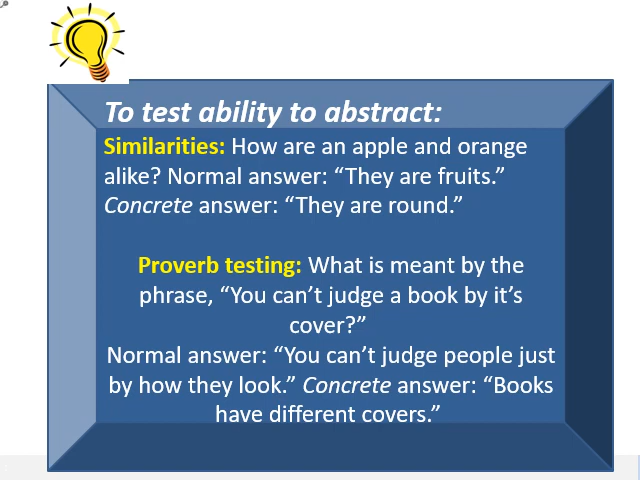 To test ability to abstract:
Similarities: How are an apple and orange
alike? Normal answer: “They are fruits.”
Concrete answer: “They are round.”
Proverb testing: What is meant by the
phrase, “You can’t judge a book by it’s
cover?”
Normal answer: “You can’t judge people just
by how they look.” Concrete answer: “Books
have different covers.”